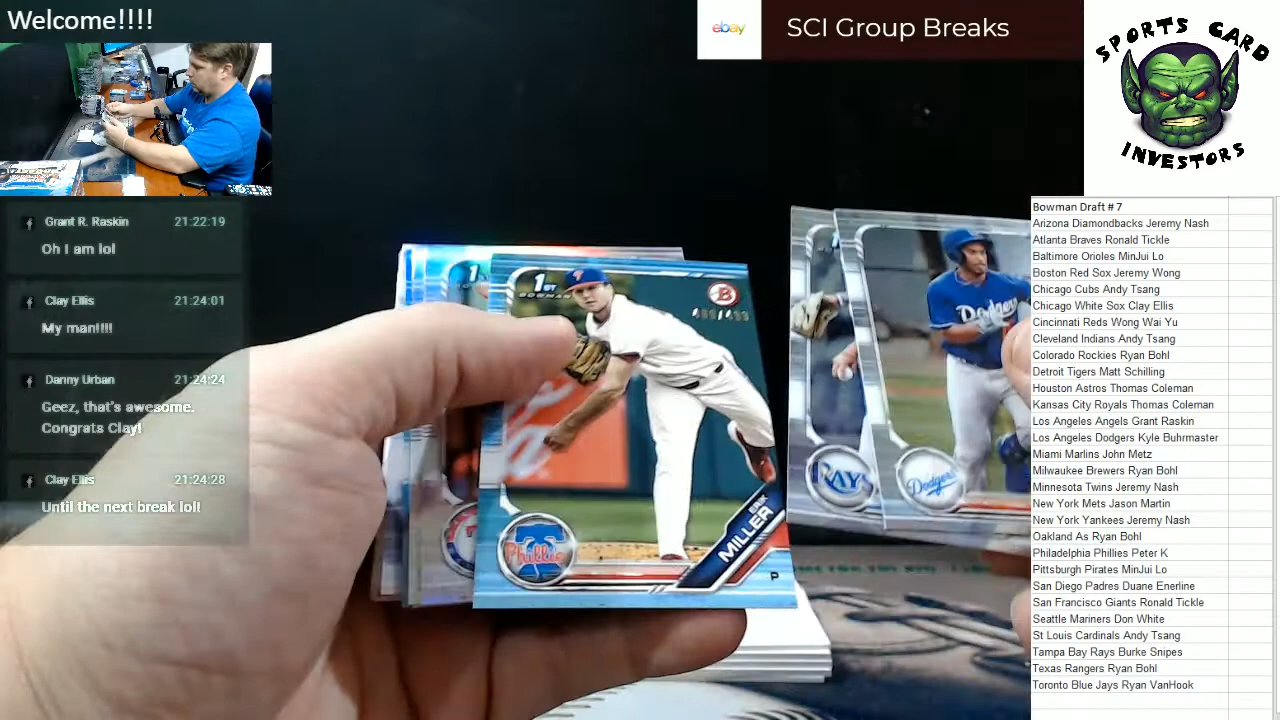 Welcome!!!!
ebay
SCI Group Breaks
SPORTS CARD
INVESTORS
Grant R. Raskin 21:22:19
Oh I am lol
Clay Ellis 21:24:01
My man!!!!
Danny Urban 21:24:24
Geez, that's awesome.
Congrats Clay!
Clay Ellis 21:24:28
Until the next break lol!
1ST
BOWMAN
B
ERIK
MILLER
P
Phillies
RAYS
Dodgers
Dodgers
Bowman Draft # 7
Arizona Diamondbacks Jeremy Nash
Atlanta Braves Ronald Tickle
Baltimore Orioles MinJui Lo
Boston Red Sox Jeremy Wong
Chicago Cubs Andy Tsang
Chicago White Sox Clay Ellis
Cincinnati Reds Wong Wai Yu
Cleveland Indians Andy Tsang
Colorado Rockies Ryan Bohl
Detroit Tigers Matt Schilling
Houston Astros Thomas Coleman
Kansas City Royals Thomas Coleman
Los Angeles Angels Grant Raskin
Los Angeles Dodgers Kyle Buhrmaster
Miami Marlins John Metz
Milwaukee Brewers Ryan Bohl
Minnesota Twins Jeremy Nash
New York Mets Jason Martin
New York Yankees Jeremy Nash
Oakland As Ryan Bohl
Philadelphia Phillies Peter K
Pittsburgh Pirates MinJui Lo
San Diego Padres Duane Enerline
San Francisco Giants Ronald Tickle
Seattle Mariners Don White
St Louis Cardinals Andy Tsang
Tampa Bay Rays Burke Snipes
Texas Rangers Ryan Bohl
Toronto Blue Jays Ryan VanHook